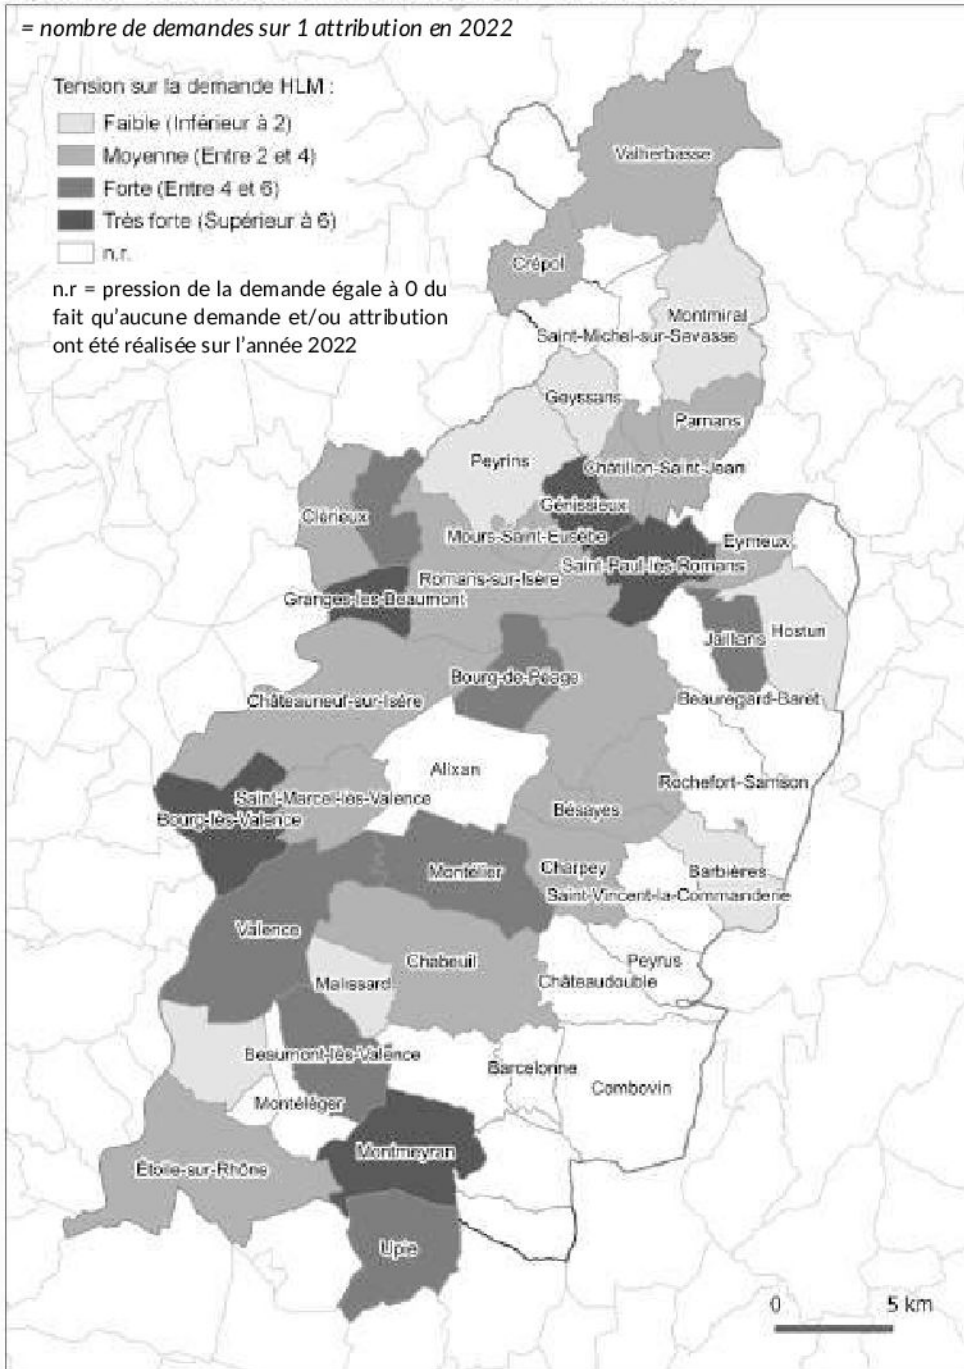 = nombre de demandes sur 1 attribution en 2022
Tension sur la demande HLM :
Faible (Inférieur à 2)
Moyenne (Entre 2 et 4)
Forte (Entre 4 et 6)
Très forte (Supérieur à 6)
n.r.
n.r = pression de la demande égale à 0 du
fait qu'aucune demande et/ou attribution
ont été réalisée sur l'année 2022
Valherbasse
Crépol
Montmiral
Saint-Michel-sur-Savasse
Geyssans
Parnans
Peyrins
Châtillon-Saint-Jean
Génissieux
Clérieux
Mours-Saint-Eusèbe
Eymeux
Saint-Paul-lès-Romans
Romans-sur-Isère
Granges-les-Beaumont
Jaillans
Hostun
Bourg-de-Péage
Châteauneuf-sur-Isère
Beauregard-Baret
Alixan
Rochefort-Samson
Saint-Marcel-lès-Valence
Bourg-lès-Valence
Bésayes
Charpey
Barbières
Montélier
Saint-Vincent-la-Commanderie
Valence
Chabeuil
Peyrus
Malissard
Châteaudouble
Beaumont-lès-Valence
Barcelonne
Combovin
Montéléger
Montmeyran
Étoile-sur-Rhône
Upie
0 5 km